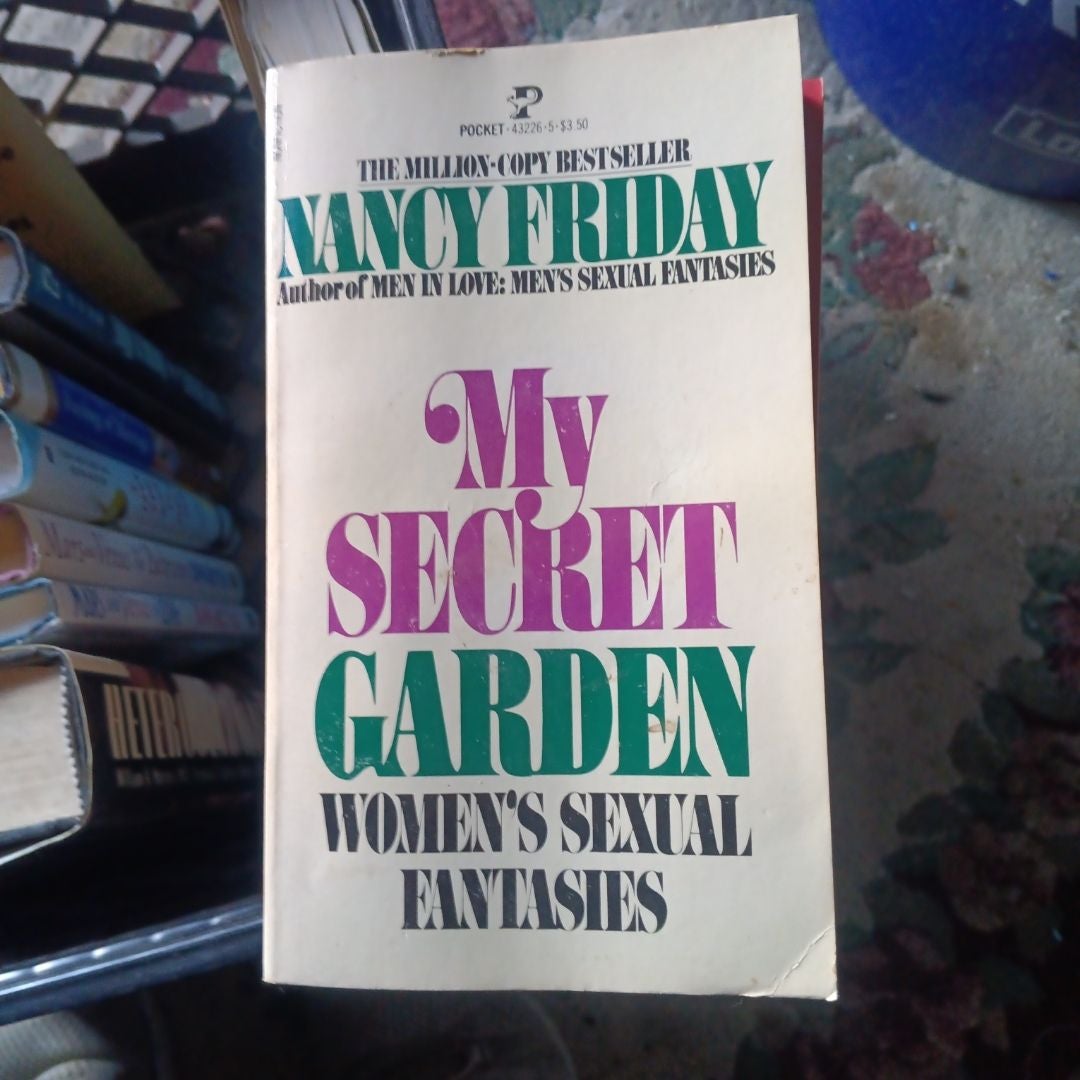 P
POCKET·43226·5·$3.50
THE MILLION-COPY BESTSELLER
NANCY FRIDAY
Author of MEN IN LOVE: MEN'S SEXUAL FANTASIES
My
SECRET
GARDEN
WOMEN'S SEXUAL
FANTASIES